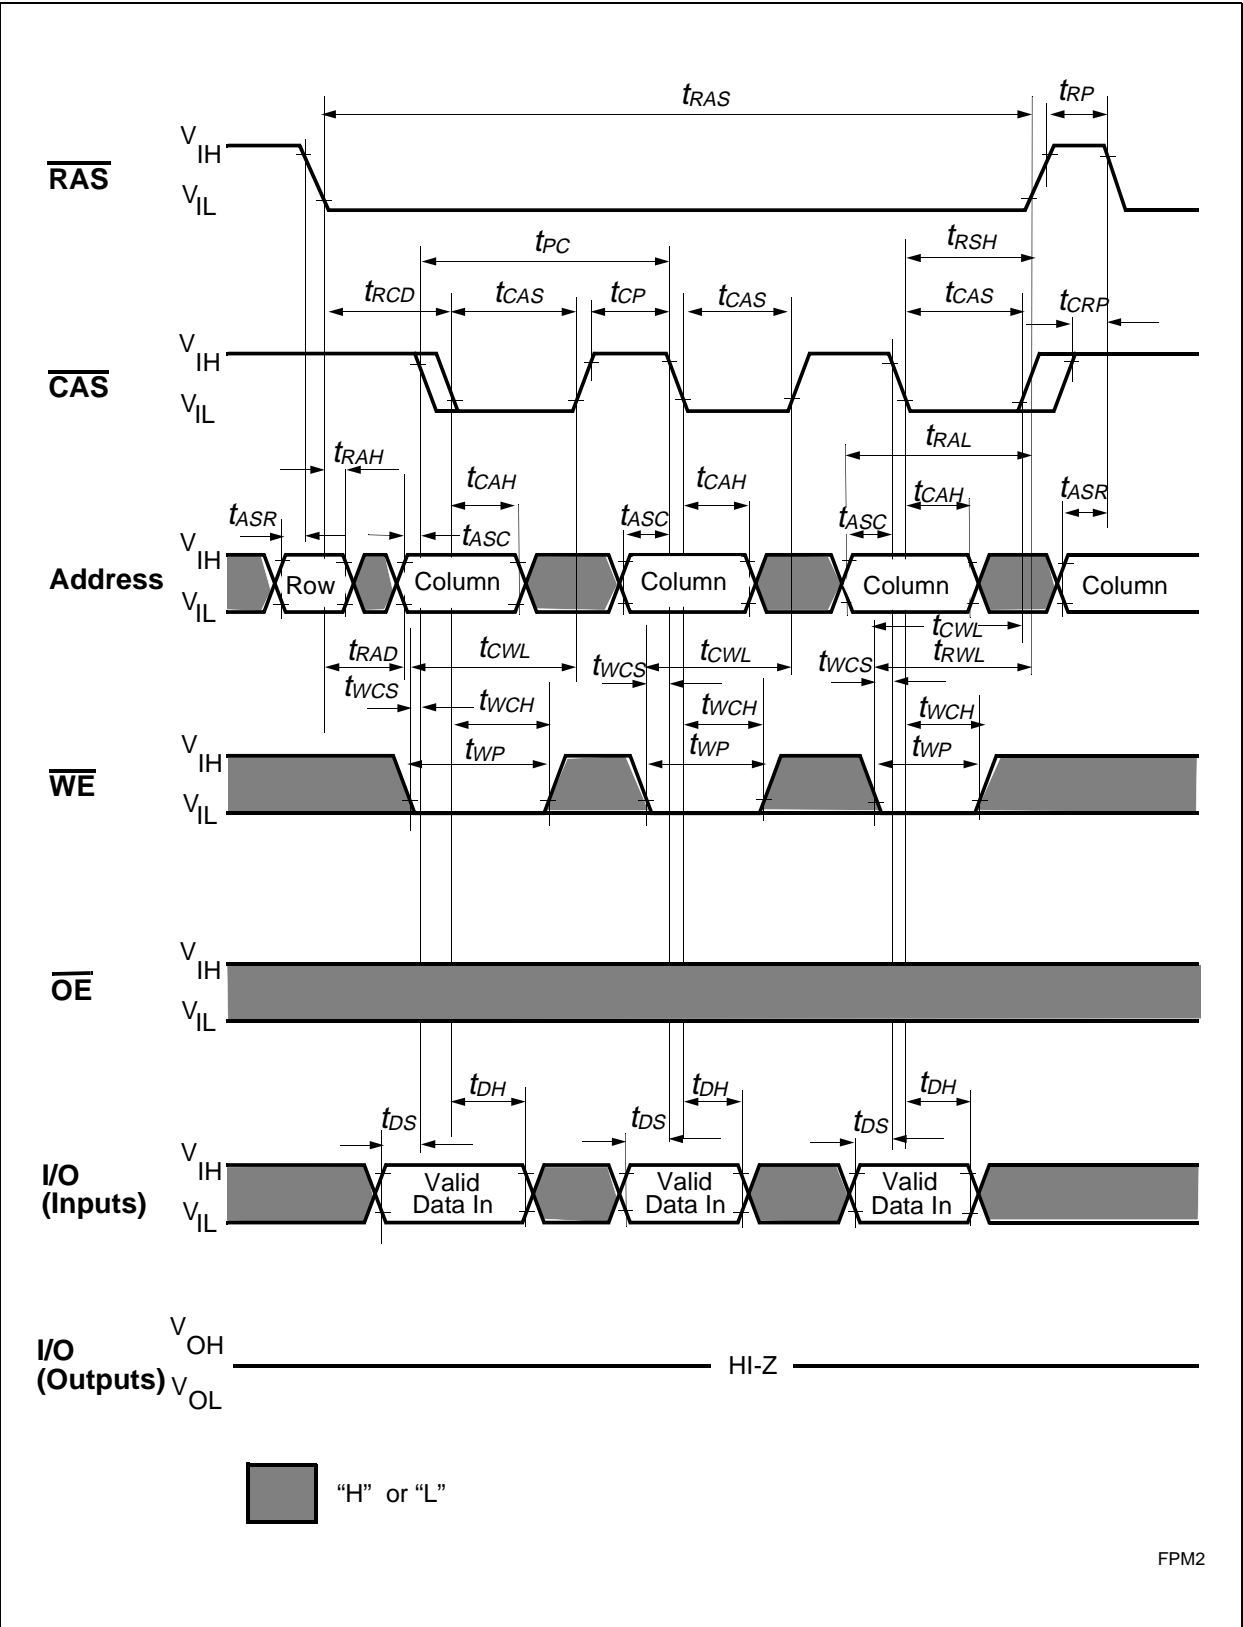 tRAS
tRP
RAS
VIH
VIL
tPC
tRSH
tRCD
tCAS
tCP
tCAS
tCAS
tCRP
CAS
VIH
VIL
tRAH
tCAH
tCAH
tRAL
tCAH
tASR
tASR
tASC
tASC
tASC
Address
VIH
VIL
Row
Column
Column
Column
Column
tRAD
tCWL
tCWL
tCWL
tWCS
tWCS
tWCS
tRWL
tWCH
tWCH
tWCH
tWP
tWP
tWP
WE
VIH
VIL
OE
VIH
VIL
tDH
tDH
tDH
tDS
tDS
tDS
I/O
(Inputs)
VIH
VIL
Valid
Data In
Valid
Data In
Valid
Data In
I/O
(Outputs)
VOH
VOL
HI-Z
“H” or “L”
FPM2